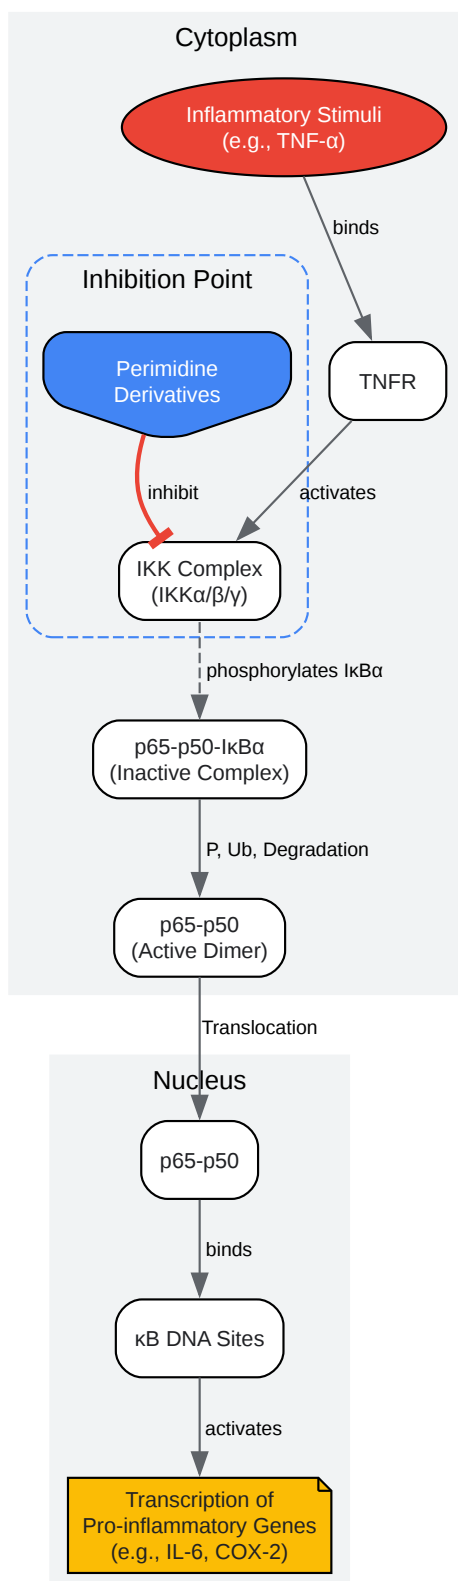 Cytoplasm
Inflammatory Stimuli
(e.g., TNF-α)
binds
Inhibition Point
Perimidine
Derivatives
TNFR
inhibit
activates
IKK Complex
(IKKα/β/γ)
phosphorylates IκBα
p65-p50-IκBα
(Inactive Complex)
P, Ub, Degradation
p65-p50
(Active Dimer)
Translocation
Nucleus
p65-p50
binds
κB DNA Sites
activates
Transcription of
Pro-inflammatory Genes
(e.g., IL-6, COX-2)